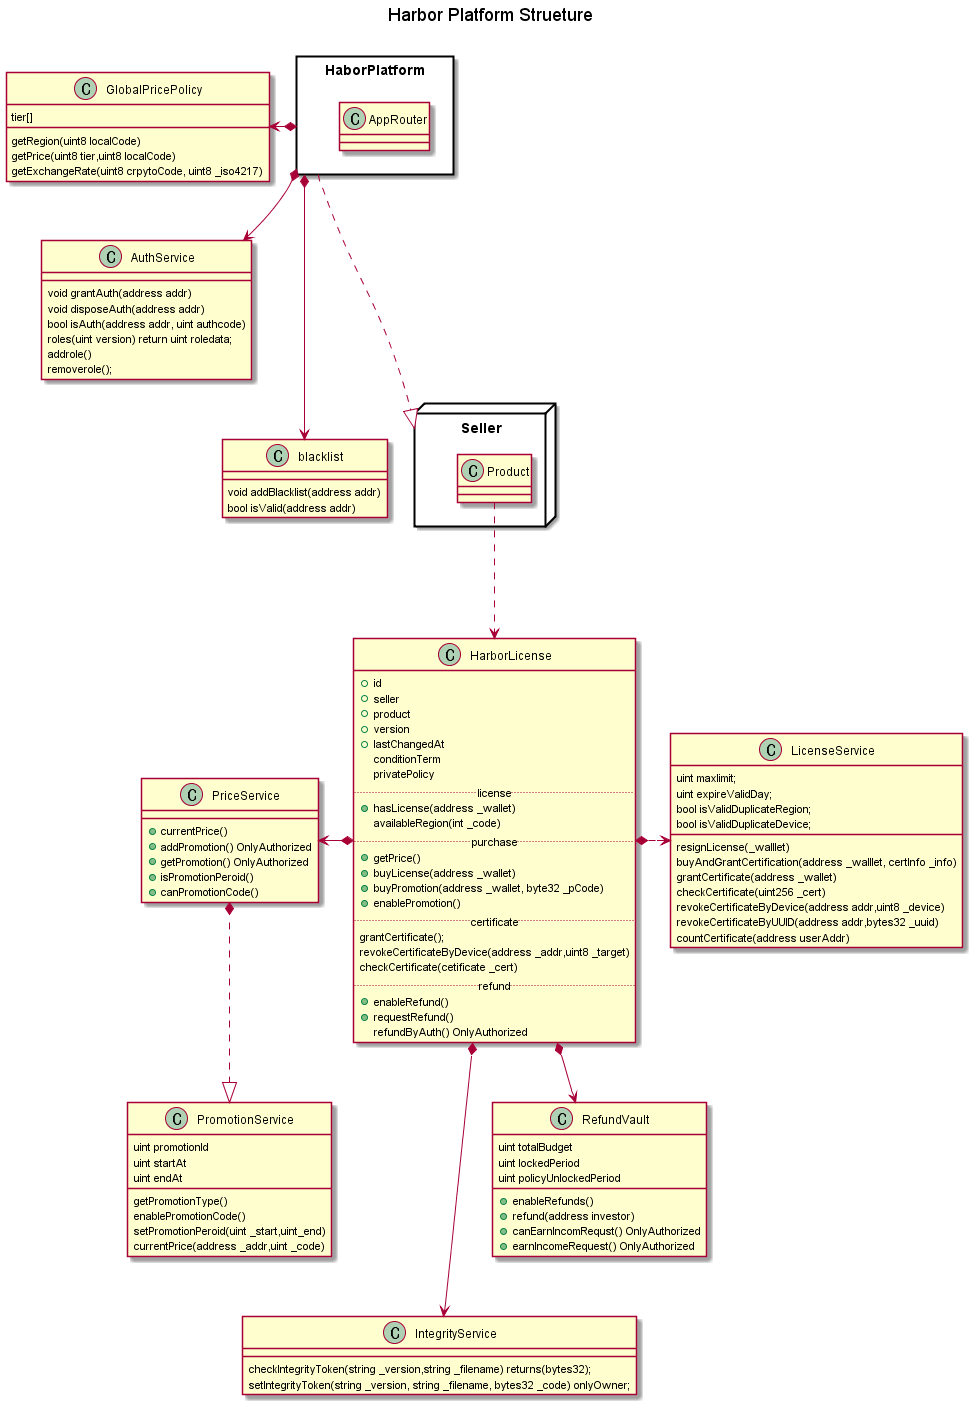 Harbor Platform Strueture
HaborPlatform
C AppRouter
C GlobalPricePolicy
tier[]
getRegion(uint8 localCode)
getPrice(uint8 tier,uint8 localCode)
getExchangeRate(uint8 crpytoCode, uint8 _iso4217)
C AuthService
void grantAuth(address addr)
void disposeAuth(address addr)
bool isAuth(address addr, uint authcode)
roles(uint version) return uint roledata;
addrole()
removerole();
C blacklist
void addBlacklist(address addr)
bool isValid(address addr)
Seller
C Product
C HarborLicense
id
seller
product
version
lastChangedAt
conditionTerm
privatePolicy
license
hasLicense(address _wallet)
availableRegion(int _code)
purchase
getPrice()
buyLicense(address _wallet)
buyPromotion(address _wallet, byte32 _pCode)
enablePromotion()
certificate
grantCertificate();
revokeCertificateByDevice(address _addr,uint8 _target)
checkCertificate(cetificate _cert)
refund
enableRefund()
requestRefund()
refundByAuth() OnlyAuthorized
C LicenseService
uint maxlimit;
uint expireValidDay;
bool isValidDuplicateRegion;
bool isValidDuplicateDevice;
resignLicense(_walllet)
buyAndGrantCertification(address _walllet, certInfo _info)
grantCertificate(address _wallet)
checkCertificate(uint256 _cert)
revokeCertificateByDevice(address addr,uint8 _device)
revokeCertificateByUUID(address addr,bytes32 _uuid)
countCertificate(address userAddr)
C PriceService
currentPrice()
addPromotion() OnlyAuthorized
getPromotion() OnlyAuthorized
isPromotionPeroid()
canPromotionCode()
C PromotionService
uint promotionId
uint startAt
uint endAt
getPromotionType()
enablePromotionCode()
setPromotionPeroid(uint _start,uint_end)
currentPrice(address _addr,uint _code)
C RefundVault
uint totalBudget
uint lockedPeriod
uint policyUnlockedPeriod
enableRefunds()
refund(address investor)
canEarnIncomRequst() OnlyAuthorized
earnIncomeRequest() OnlyAuthorized
C IntegrityService
checkIntegrityToken(string _version,string _filename) returns(bytes32);
setIntegrityToken(string _version, string _filename, bytes32 _code) onlyOwner;